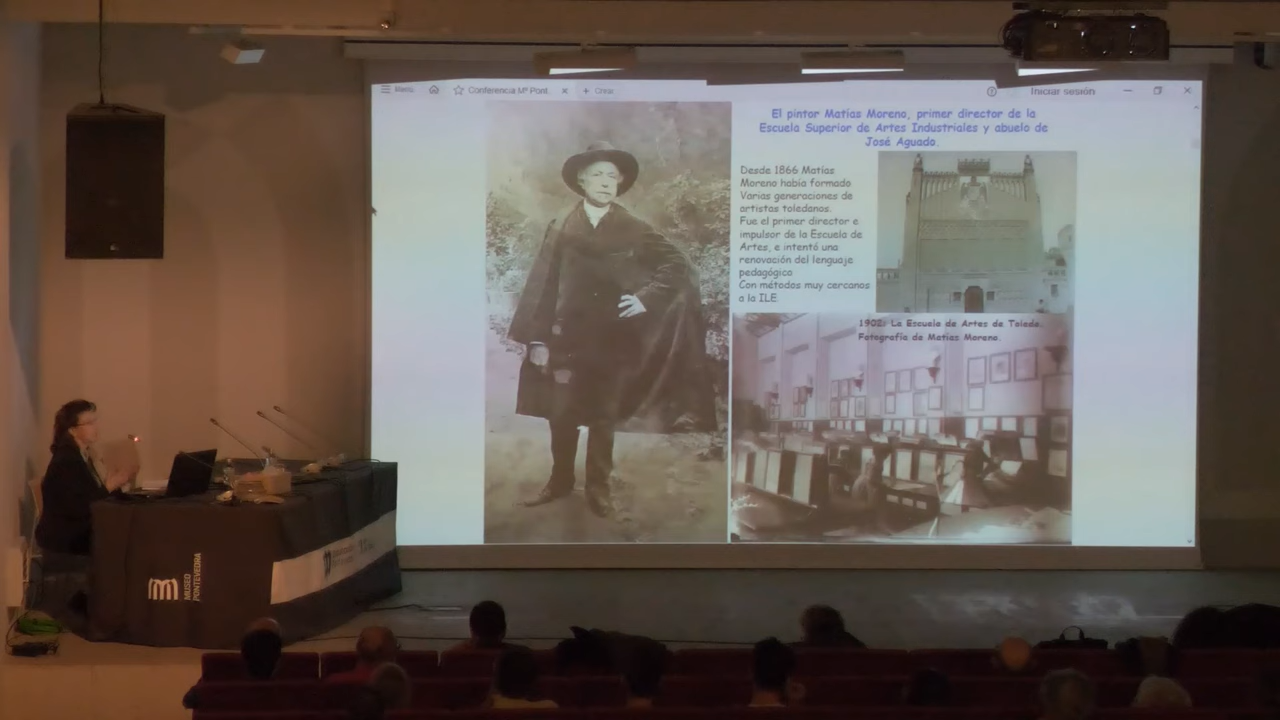 Menú
Conferencia Mª Pont.
+ Crear
Iniciar sesión
El pintor Matías Moreno, primer director de la
Escuela Superior de Artes Industriales y abuelo de
José Aguado.
Desde 1866 Matías
Moreno había formado
Varias generaciones de
artistas toledanos.
Fue el primer director e
impulsor de la Escuela de
Artes, e intentó una
renovación del lenguaje
pedagógico
Con métodos muy cercanos
a la ILE
1902: La Escuela de Artes de Toledo.
Fotografía de Matías Moreno.
MUSEO
PONTEVEDRA